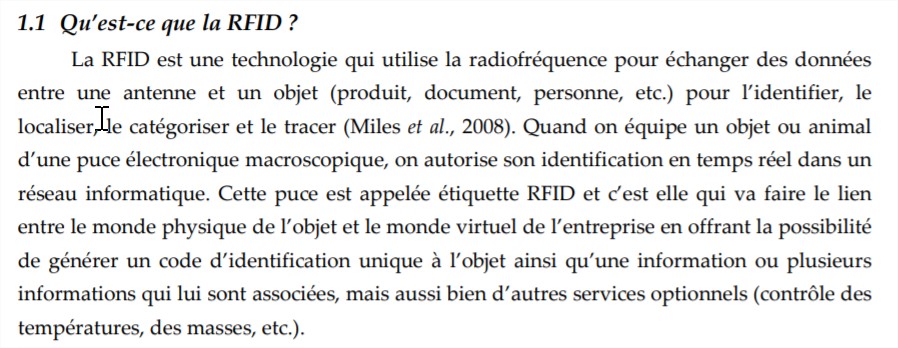 1.1 Qu’est-ce que la RFID ?
La RFID est une technologie qui utilise la radiofréquence pour échanger des données
entre une antenne et un objet (produit, document, personne, etc.) pour l’identifier, le
localiser, le catégoriser et le tracer (Miles et al., 2008). Quand on équipe un objet ou animal
d’une puce électronique macroscopique, on autorise son identification en temps réel dans un
réseau informatique. Cette puce est appelée étiquette RFID et c’est elle qui va faire le lien
entre le monde physique de l’objet et le monde virtuel de l’entreprise en offrant la possibilité
de générer un code d’identification unique à l’objet ainsi qu’une information ou plusieurs
informations qui lui sont associées, mais aussi bien d’autres services optionnels (contrôle des
températures, des masses, etc.).